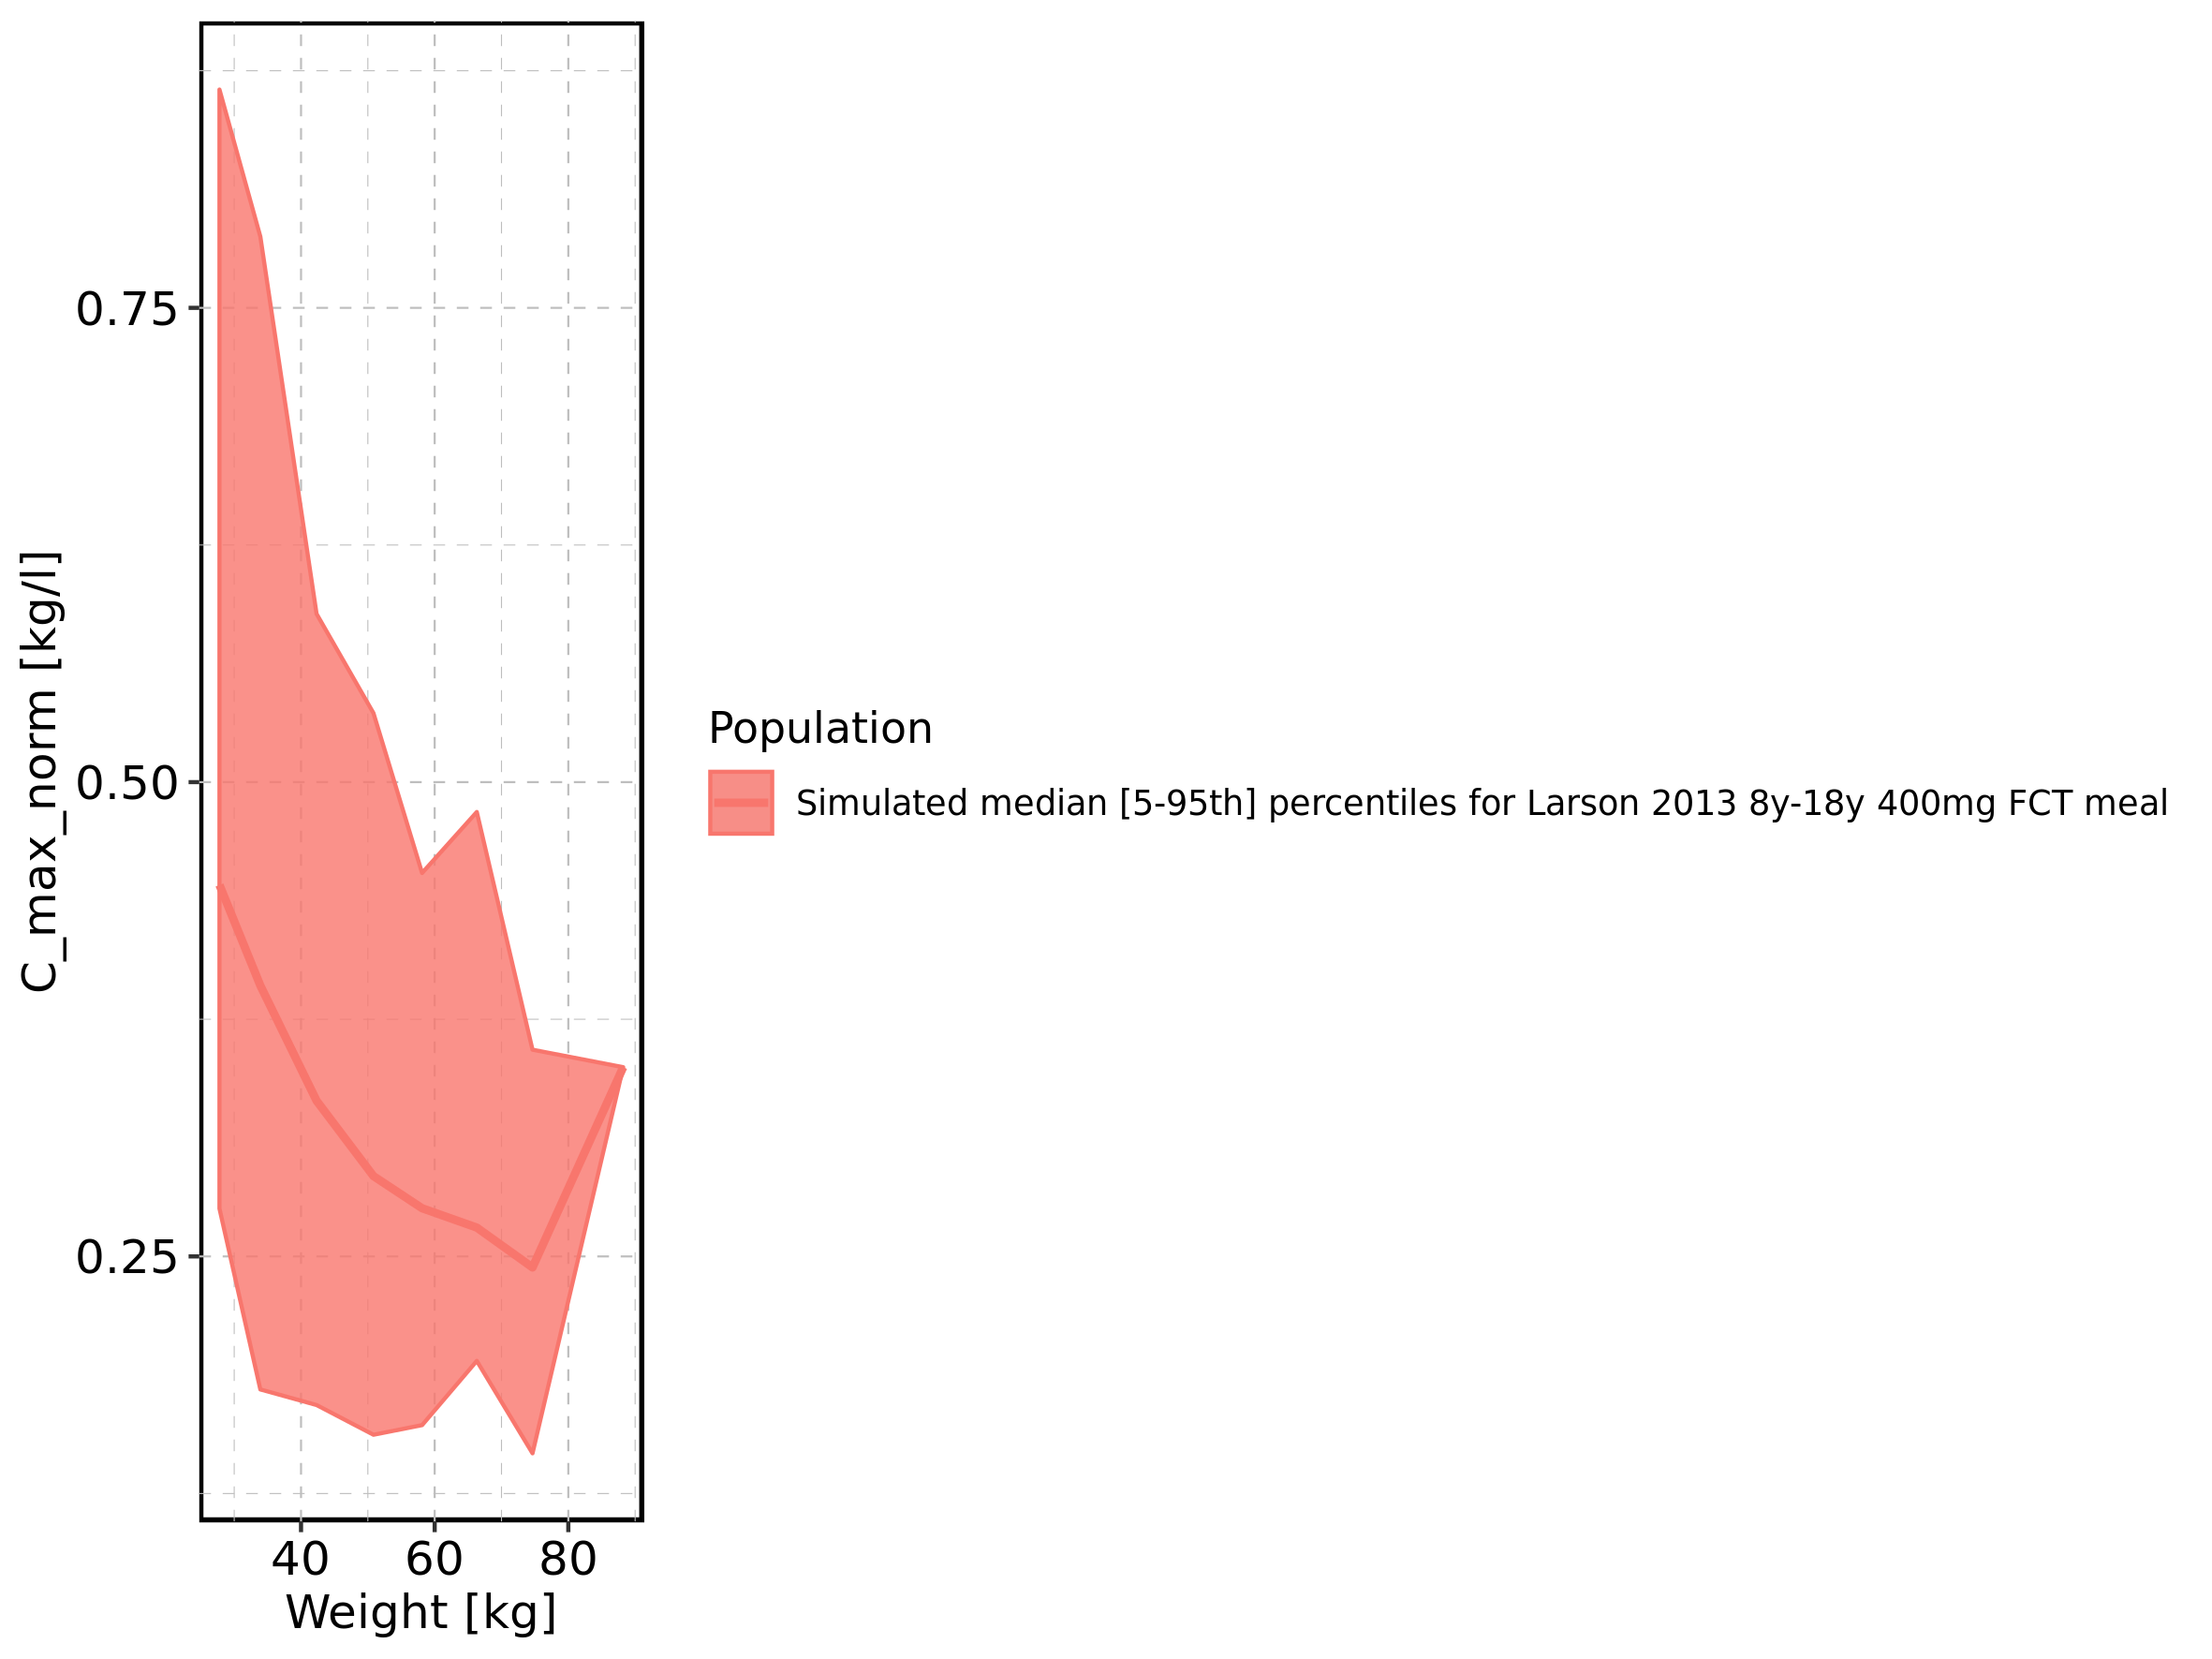 C_max_norm [kg/l]
0.75
0.50
0.25
40 60 80
Weight [kg]
Population
Simulated median [5-95th] percentiles for Larson 2013 8y-18y 400mg FCT meal